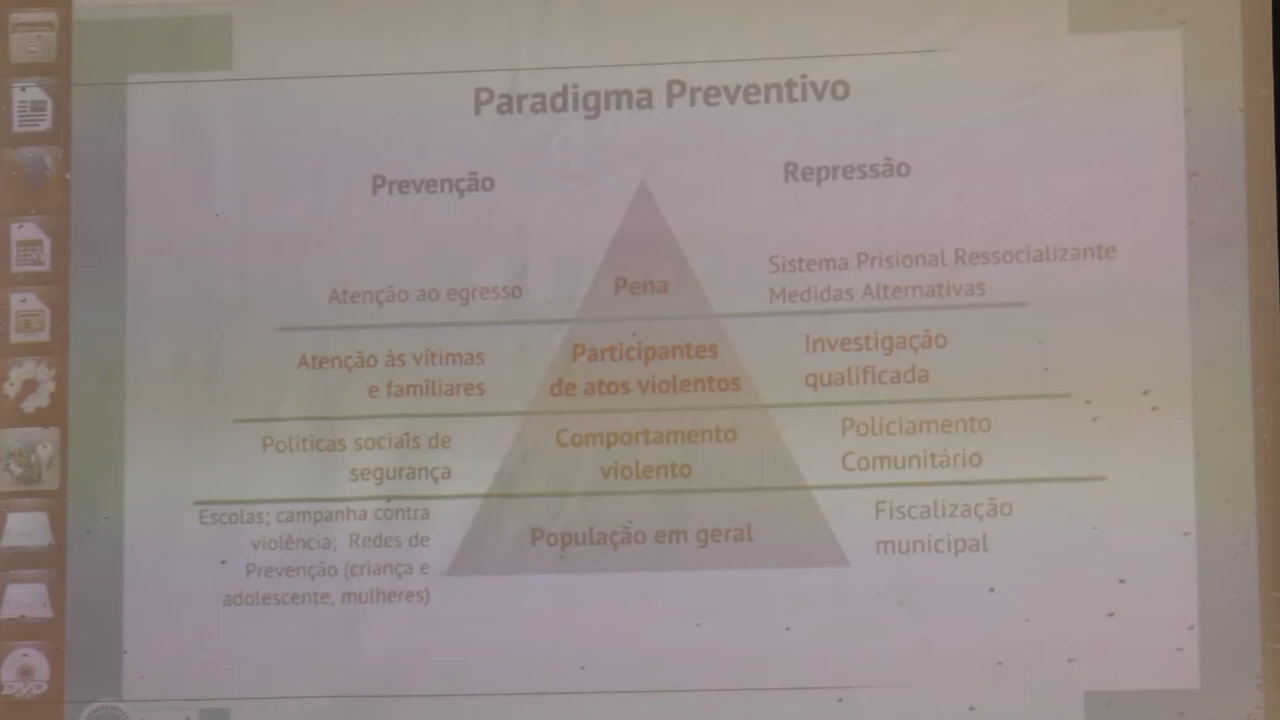 Paradigma Preventivo
Prevenção
Repressão
Atenção ao egresso
Pena
Sistema Prisional Ressocializante
Medidas Alternativas
Atenção às vítimas
e familiares
Participantes
de atos violentos
Investigação
qualificada
Políticas sociais de
segurança
Comportamento
violento
Policiamento
Comunitário
Escolas; campanha contra
violência; Redes de
Prevenção (criança e
adolescente, mulheres)
População em geral
Fiscalização
municipal
DVD